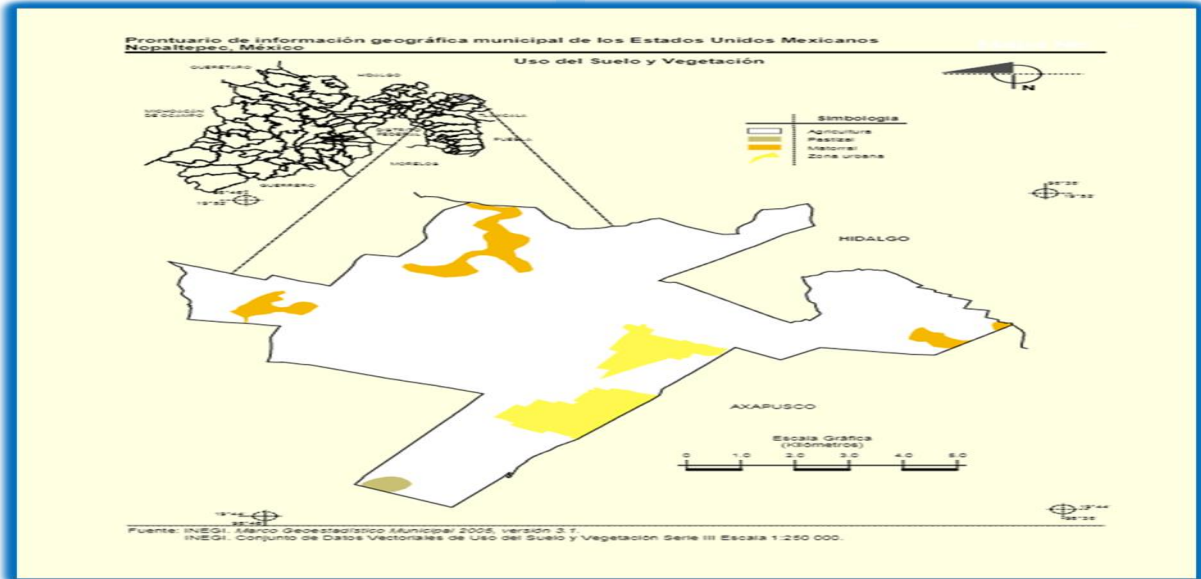 Prontuario de información geográfica municipal de los Estados Unidos Mexicanos
Nopaltepec, México
Uso del Suelo y Vegetación
N
QUERETARO
HIDALGO
MICHOACÁN
DE OCAMPO
DISTRITO
FEDERAL
TLAXCALA
PUEBLA
MORELOS
GUERRERO
Simbología
Agricultura
Pastizal
Matorral
Zona urbana
HIDALGO
AXAPUSCO
Escala Gráfica
(Kilómetros)
0 1.0 2.0 3.0 4.0 5.0
Fuente: INEGI. Marco Geoestadístico Municipal 2005, versión 3.1.
INEGI. Conjunto de Datos Vectoriales de Uso del Suelo y Vegetación Serie III Escala 1:250 000.